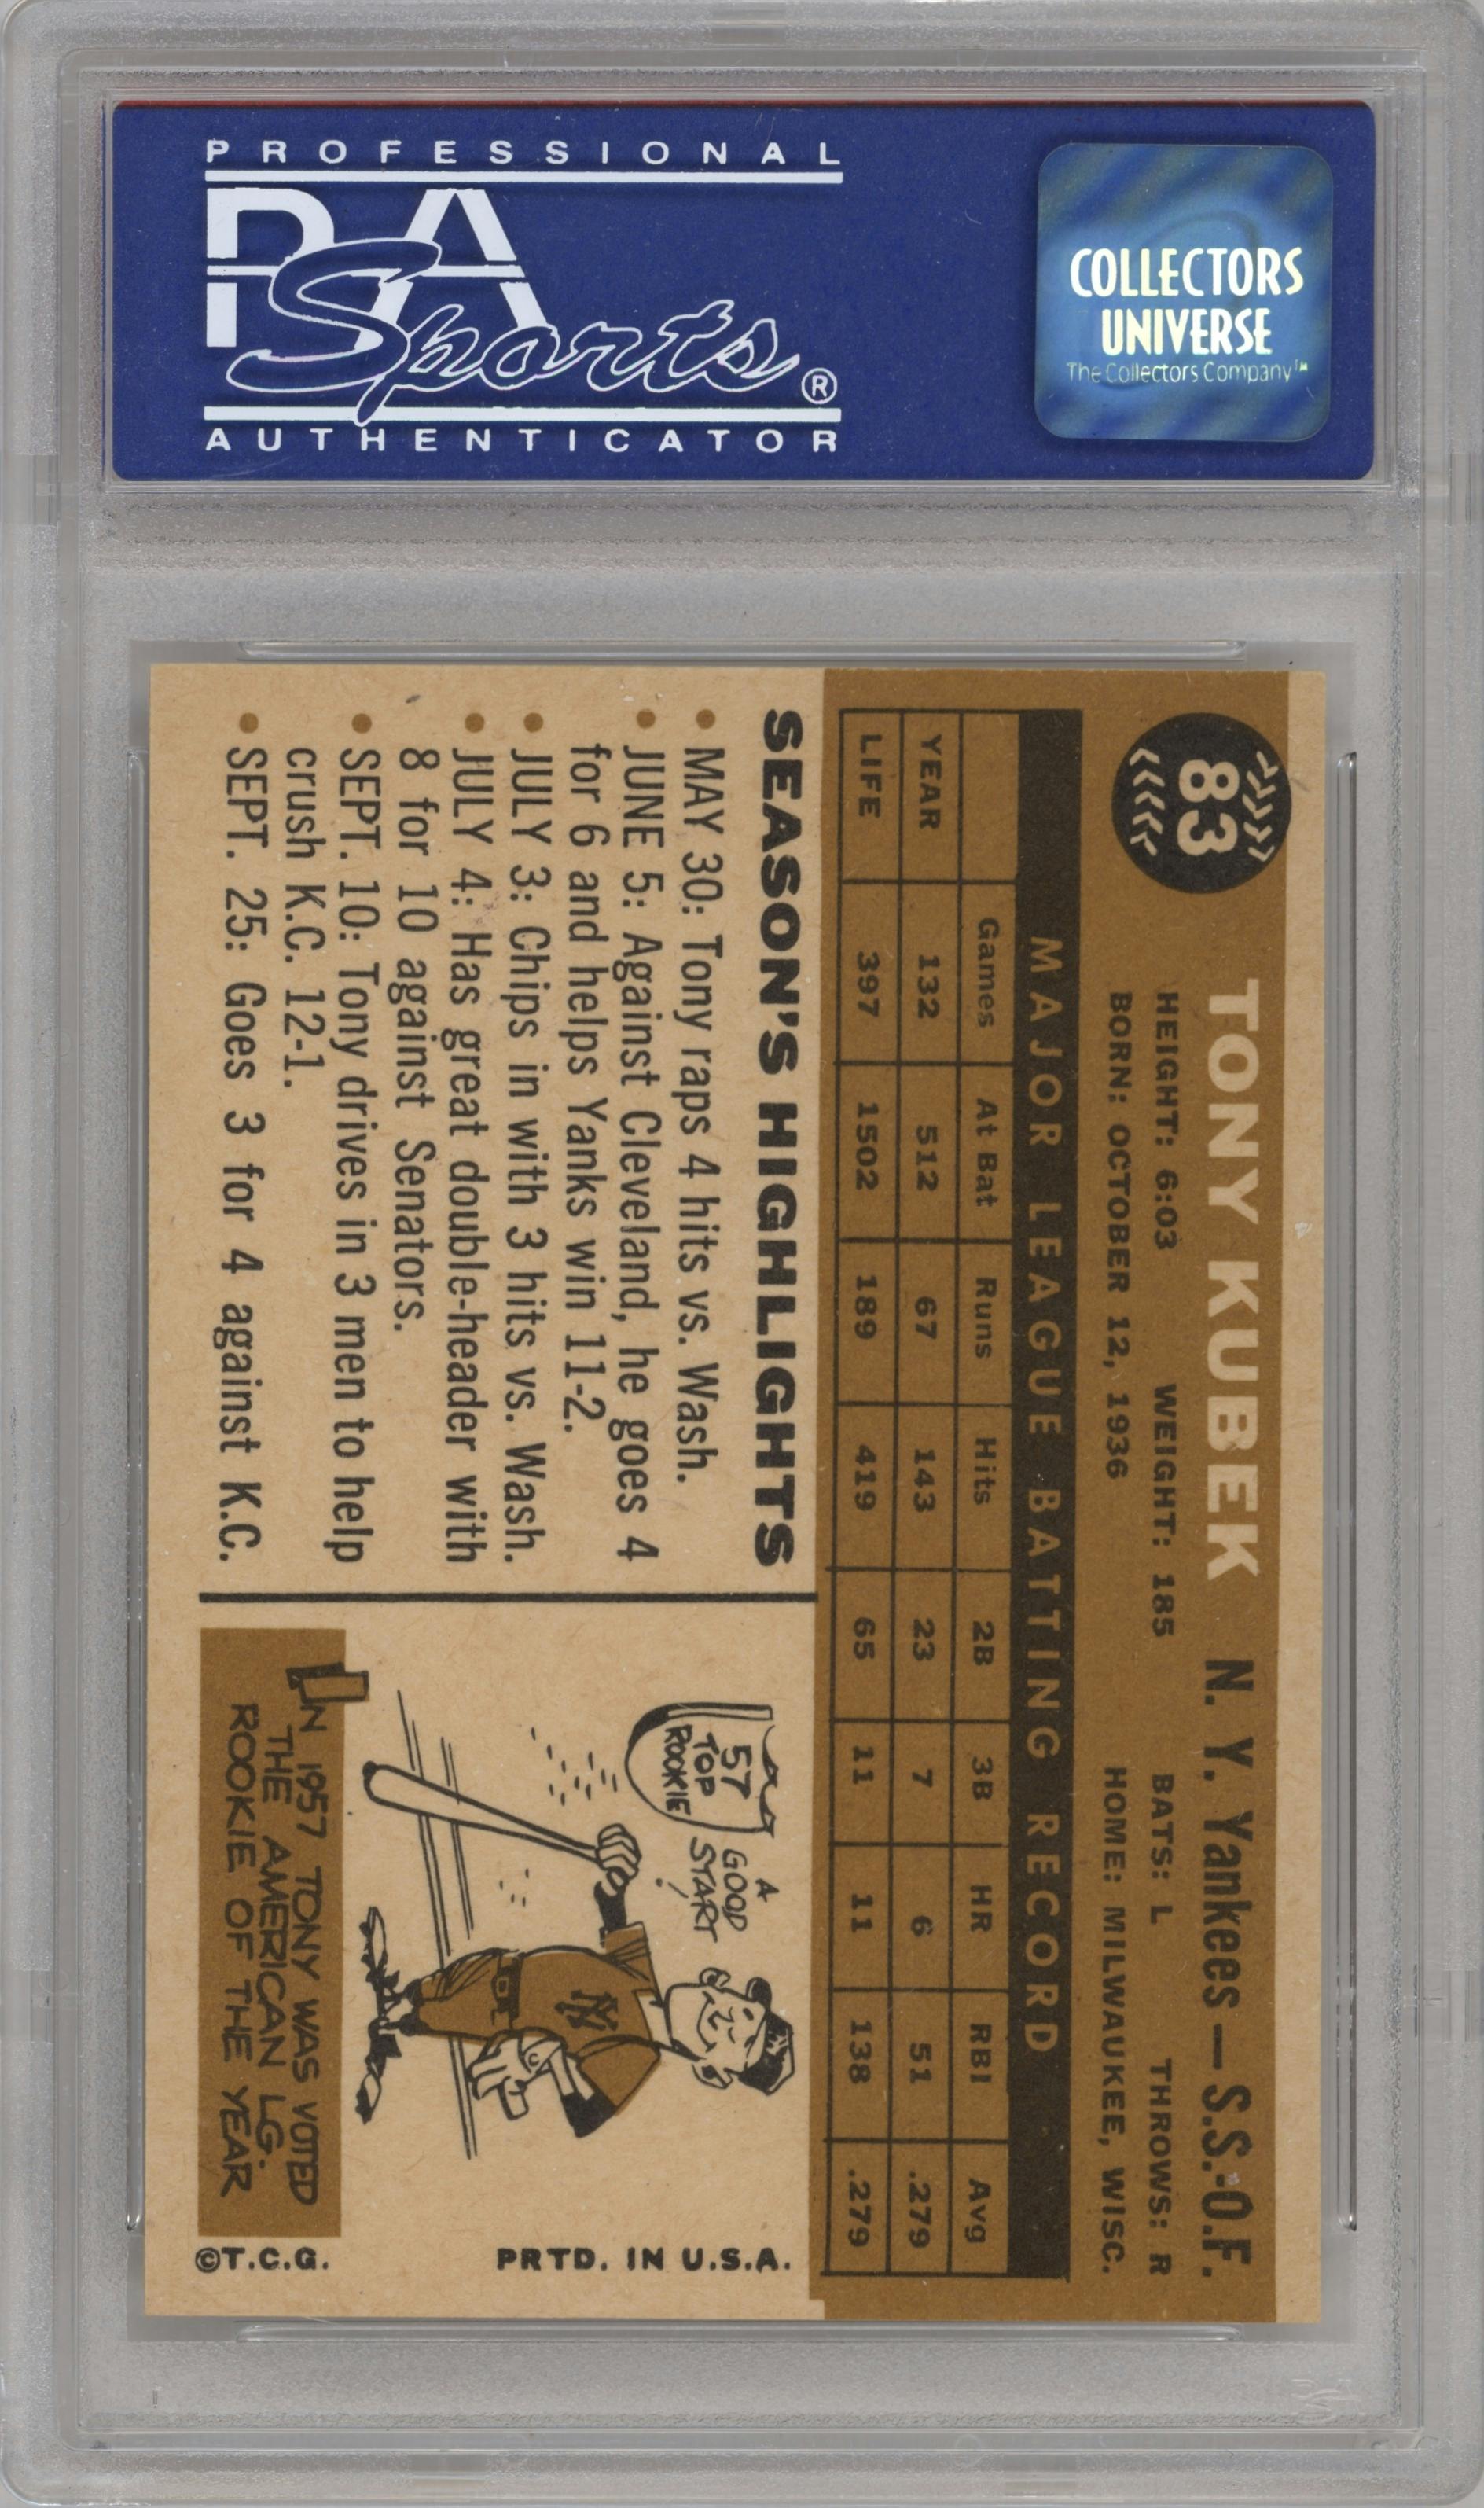 PROFESSIONAL
PSA
Sports®
AUTHENTICATOR
COLLECTORS
UNIVERSE
The Collectors Company™
83
TONY KUBEK N. Y. Yankees—S.S.-O.F.
HEIGHT: 6:03 WEIGHT: 185 BATS: L THROWS: R
BORN: OCTOBER 12, 1936 HOME: MILWAUKEE, WISC.
MAJOR LEAGUE BATTING RECORD
Games At Bat Runs Hits 2B 3B HR RBI Avg
YEAR 132 512 67 143 23 7 6 51 .279
LIFE 397 1502 189 419 65 11 11 138 .279
SEASON'S HIGHLIGHTS
• MAY 30: Tony raps 4 hits vs. Wash.
• JUNE 5: Against Cleveland, he goes 4
for 6 and helps Yanks win 11-2.
• JULY 3: Chips in with 3 hits vs. Wash.
• JULY 4: Has great double-header with
8 for 10 against Senators.
• SEPT. 10: Tony drives in 3 men to help
crush K.C. 12-1.
• SEPT. 25: Goes 3 for 4 against K.C.
57
TOP
ROOKIE
A
GOOD
START!
NY
IN 1957 TONY WAS VOTED
THE AMERICAN LG.
ROOKIE OF THE YEAR
PRTD. IN U.S.A.
©T.C.G.